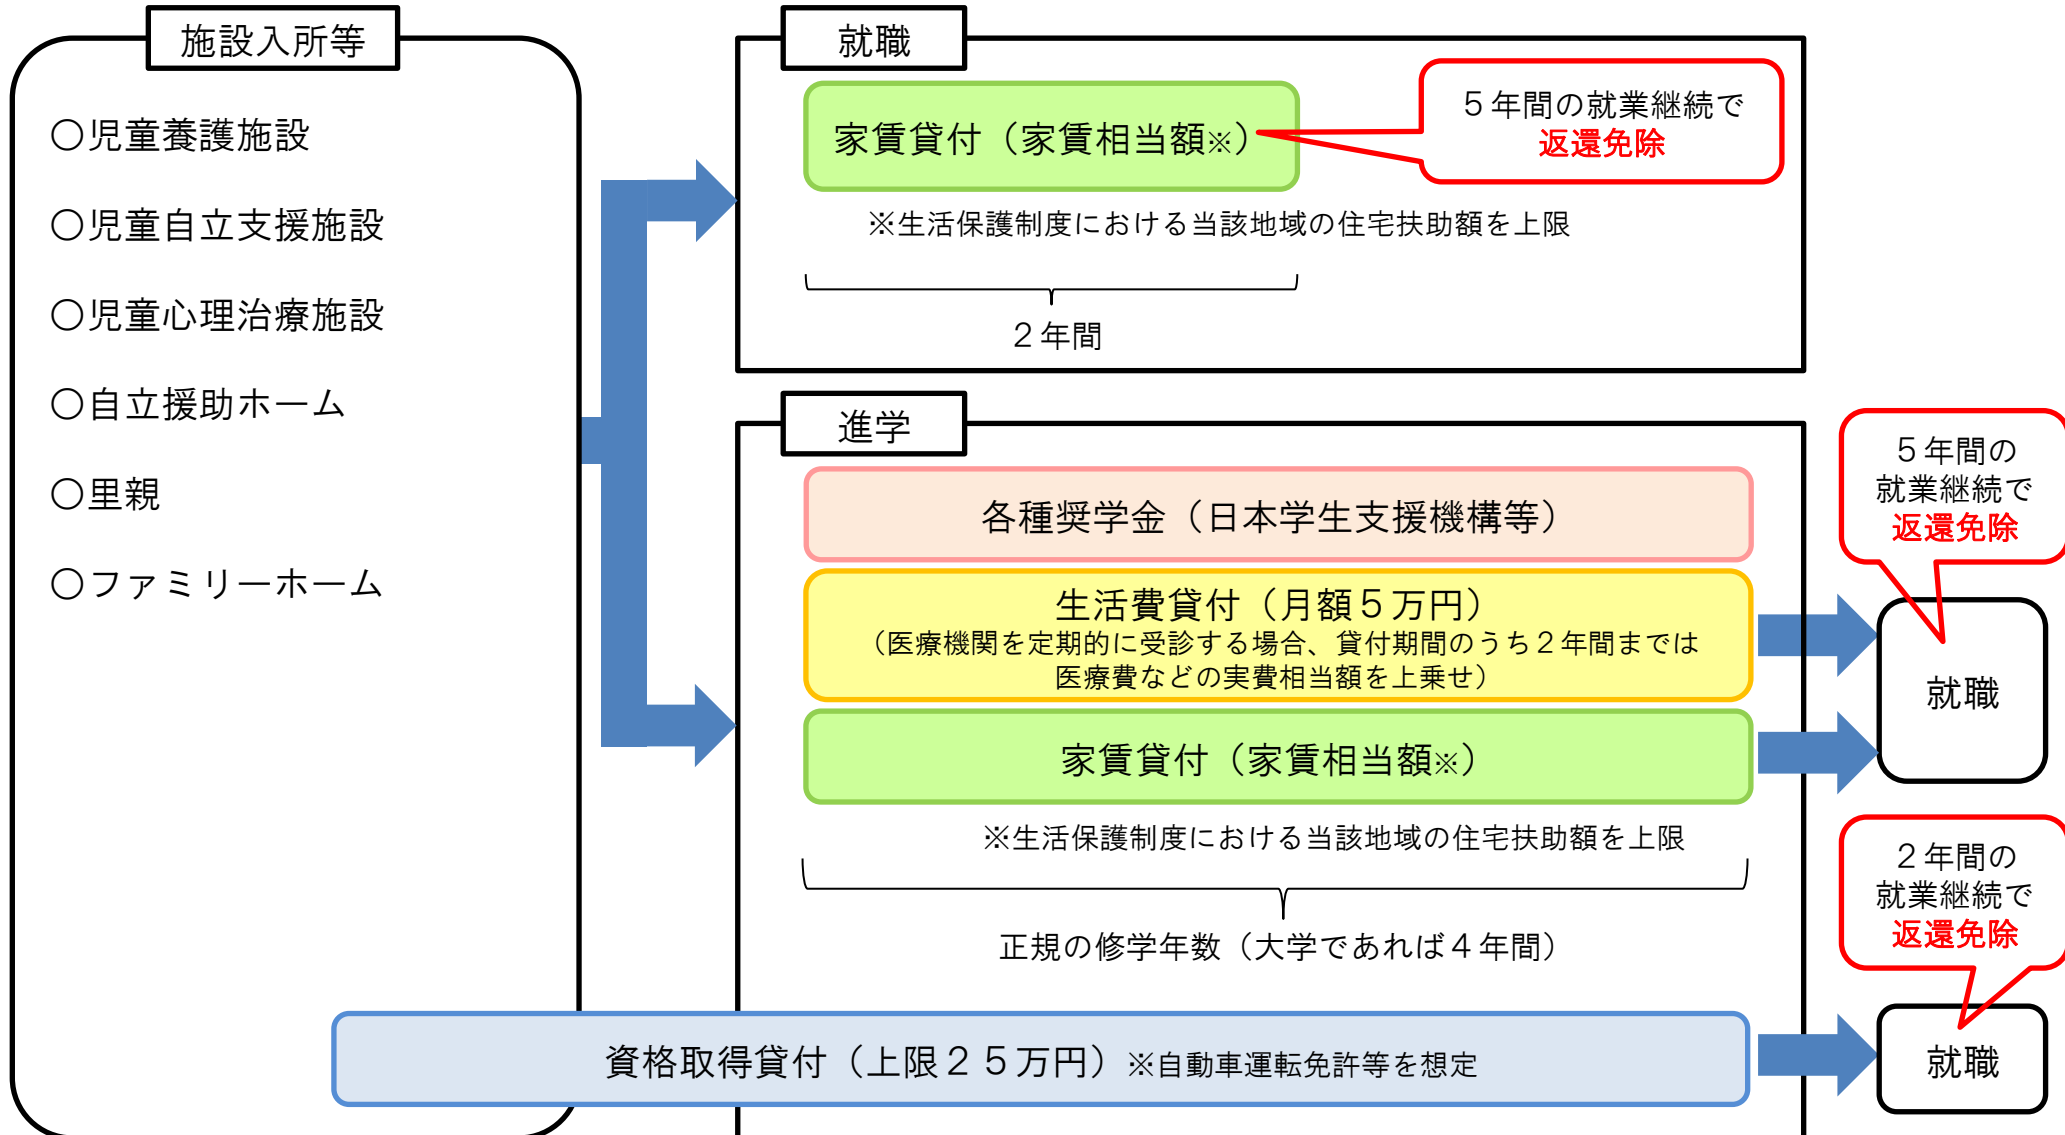 施設入所等
〇児童養護施設
〇児童自立支援施設
〇児童心理治療施設
〇自立援助ホーム
〇里親
〇ファミリーホーム
就職
家賃貸付（家賃相当額※）
５年間の就業継続で
返還免除
※生活保護制度における当該地域の住宅扶助額を上限
２年間
進学
各種奨学金（日本学生支援機構等）
生活費貸付（月額５万円）
（医療機関を定期的に受診する場合、貸付期間のうち２年間までは
医療費などの実費相当額を上乗せ）
家賃貸付（家賃相当額※）
※生活保護制度における当該地域の住宅扶助額を上限
正規の修学年数（大学であれば４年間）
５年間の
就業継続で
返還免除
就職
資格取得貸付（上限２５万円）※自動車運転免許等を想定
２年間の
就業継続で
返還免除
就職